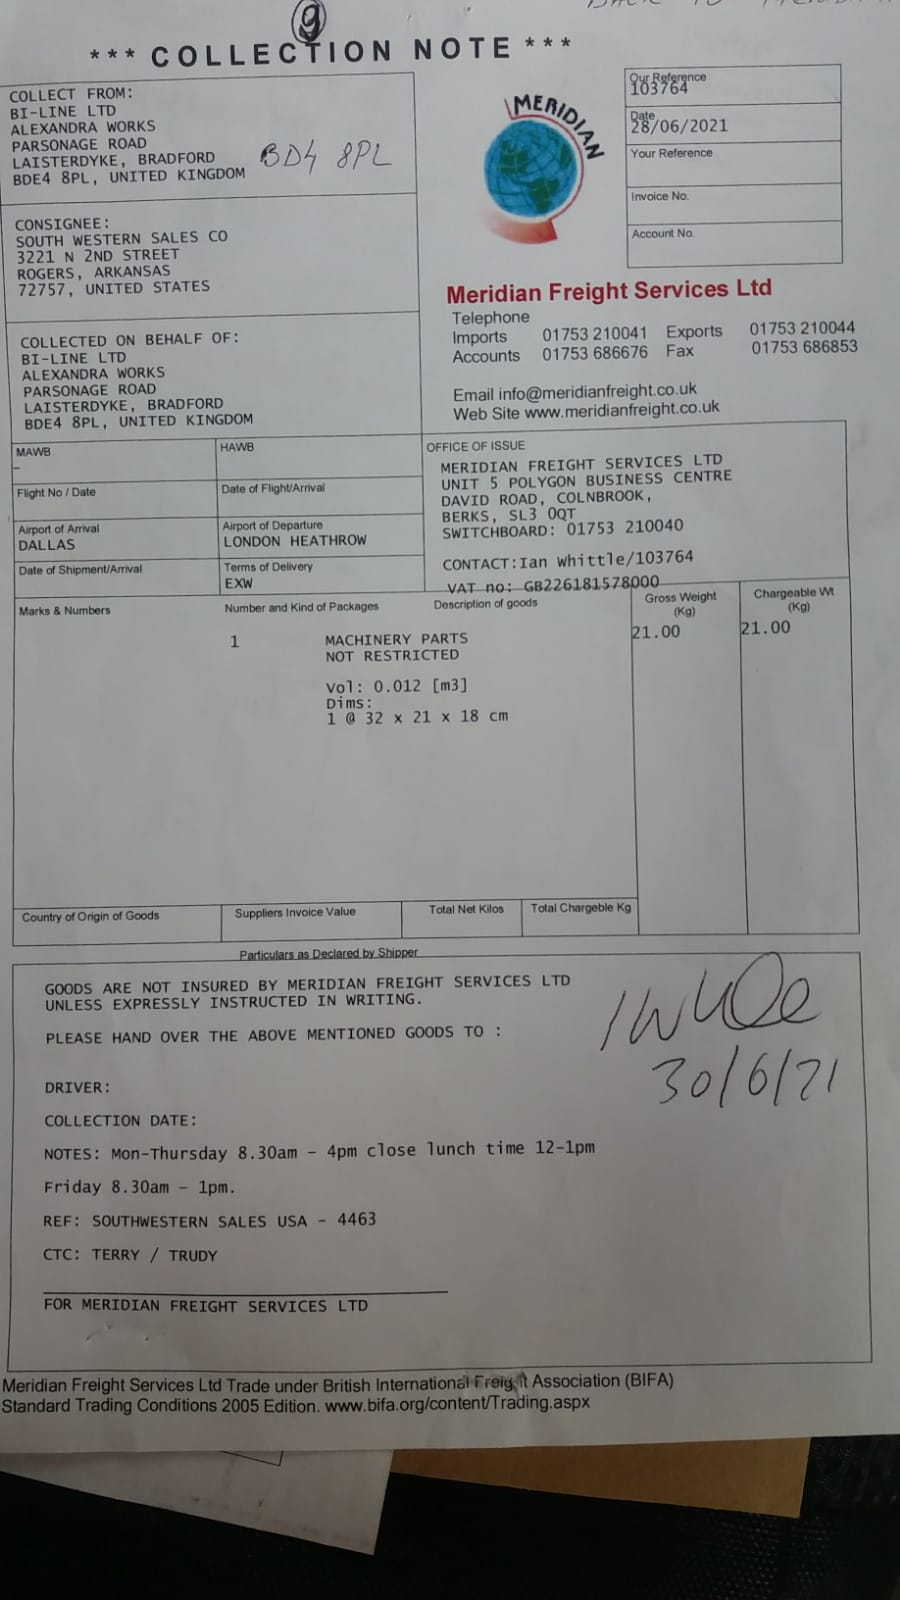 9
BACK TO
*** COLLECTION NOTE ***
COLLECT FROM:
BI-LINE LTD
ALEXANDRA WORKS
PARSONAGE ROAD
LAISTERDYKE, BRADFORD
BDE4 8PL, UNITED KINGDOM
BD4 8PL
MERIDIAN
Our Reference
103764
Date
28/06/2021
Your Reference
Invoice No.
Account No.
CONSIGNEE:
SOUTH WESTERN SALES CO
3221 N 2ND STREET
ROGERS, ARKANSAS
72757, UNITED STATES
Meridian Freight Services Ltd
Telephone
Imports 01753 210041 Exports 01753 210044
Accounts 01753 686676 Fax 01753 686853
Email info@meridianfreight.co.uk
Web Site www.meridianfreight.co.uk
COLLECTED ON BEHALF OF:
BI-LINE LTD
ALEXANDRA WORKS
PARSONAGE ROAD
LAISTERDYKE, BRADFORD
BDE4 8PL, UNITED KINGDOM
MAWB
–
HAWB
Flight No / Date
Date of Flight/Arrival
Airport of Arrival
DALLAS
Airport of Departure
LONDON HEATHROW
Date of Shipment/Arrival
Terms of Delivery
EXW
OFFICE OF ISSUE
MERIDIAN FREIGHT SERVICES LTD
UNIT 5 POLYGON BUSINESS CENTRE
DAVID ROAD, COLNBROOK,
BERKS, SL3 0QT
SWITCHBOARD: 01753 210040
CONTACT:Ian Whittle/103764
VAT no: GB226181578000
Marks & Numbers
Number and Kind of Packages
Description of goods
Gross Weight
(Kg)
Chargeable Wt
(Kg)
1 MACHINERY PARTS 21.00 21.00
NOT RESTRICTED
Vol: 0.012 [m3]
Dims:
1 @ 32 x 21 x 18 cm
Country of Origin of Goods
Suppliers Invoice Value
Total Net Kilos
Total Chargeble Kg
Particulars as Declared by Shipper
GOODS ARE NOT INSURED BY MERIDIAN FREIGHT SERVICES LTD
UNLESS EXPRESSLY INSTRUCTED IN WRITING.
PLEASE HAND OVER THE ABOVE MENTIONED GOODS TO :
30/6/21
DRIVER:
COLLECTION DATE:
NOTES: Mon-Thursday 8.30am - 4pm close lunch time 12-1pm
Friday 8.30am - 1pm.
REF: SOUTHWESTERN SALES USA - 4463
CTC: TERRY / TRUDY
FOR MERIDIAN FREIGHT SERVICES LTD
Meridian Freight Services Ltd Trade under British International Freight Association (BIFA)
Standard Trading Conditions 2005 Edition. www.bifa.org/content/Trading.aspx